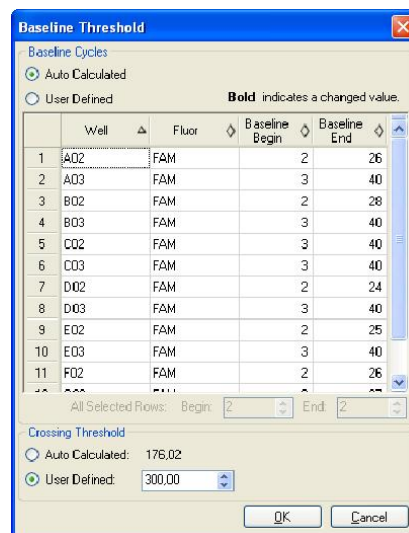 Baseline Threshold
Baseline Cycles
Auto Calculated
User Defined
Bold indicates a changed value.
Well Fluor Baseline Begin Baseline End
1 A02 FAM 2 26
2 A03 FAM 3 40
3 B02 FAM 2 28
4 B03 FAM 3 40
5 C02 FAM 3 40
6 C03 FAM 3 40
7 D02 FAM 2 24
8 D03 FAM 3 40
9 E02 FAM 2 25
10 E03 FAM 3 40
11 F02 FAM 2 26
All Selected Rows: Begin: 2 End: 2
Crossing Threshold
Auto Calculated: 176,02
User Defined: 300,00
OK Cancel